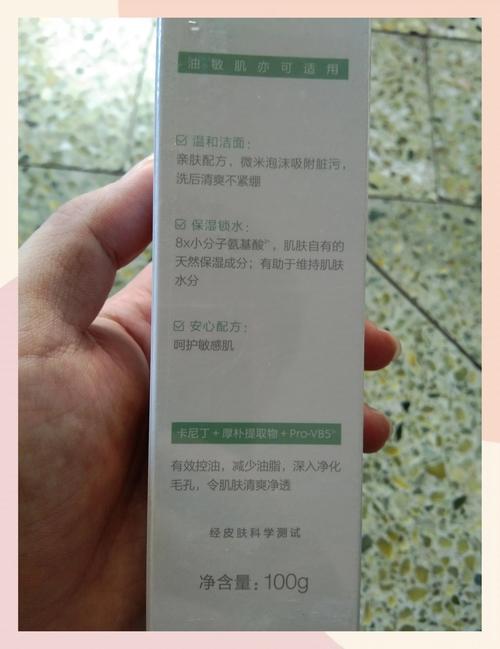 油敏肌亦可适用
☑ 温和洁面：
亲肤配方，微米泡沫吸附脏污，
洗后清爽不紧绷
☑ 保湿锁水：
8x小分子氨基酸，肌肤自有的
天然保湿成分；有助于维持肌肤
水分
☑ 安心配方：
呵护敏感肌
卡尼丁+厚朴提取物+Pro-VB5
有效控油，减少油脂，深入净化
毛孔，令肌肤清爽净透
经皮肤科学测试
净含量：100g